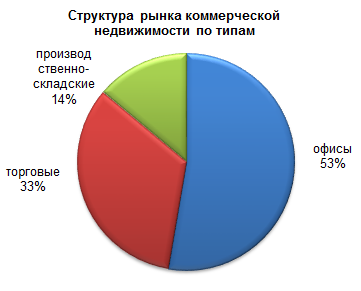 Структура рынка коммерческой
недвижимости по типам
производ
ственно-
складские
14%
офисы
53%
торговые
33%